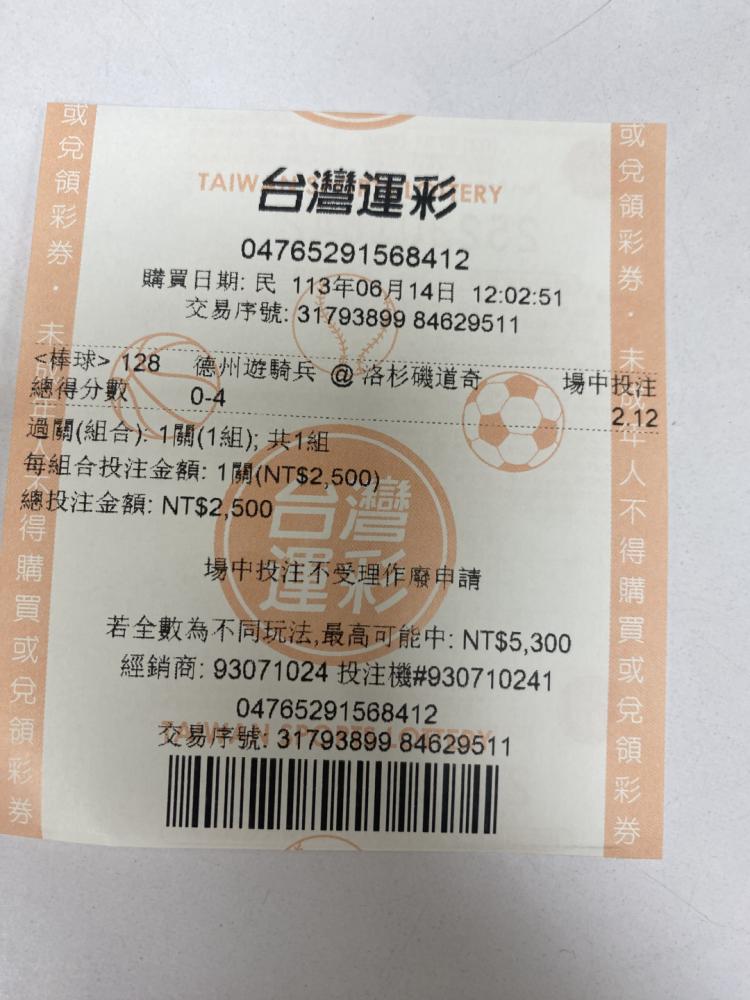 TAIWAN SPORTS LOTTERY
台灣運彩
04765291568412
購買日期: 民 113年06月14日 12:02:51
交易序號: 31793899 84629511
<棒球> 128 德州遊騎兵 @ 洛杉磯道奇 場中投注
總得分數 0-4 2.12
過關(組合): 1關(1組); 共1組
每組合投注金額: 1關(NT$2,500)
總投注金額: NT$2,500
台灣
運彩
場中投注不受理作廢申請
若全數為不同玩法,最高可能中: NT$5,300
經銷商: 93071024 投注機#930710241
04765291568412
TAIWAN SPORTS LOTTERY
交易序號: 31793899 84629511
或兌領彩券・未成年人不得購買或兌領彩券
或兌領彩券・未成年人不得購買或兌領彩券